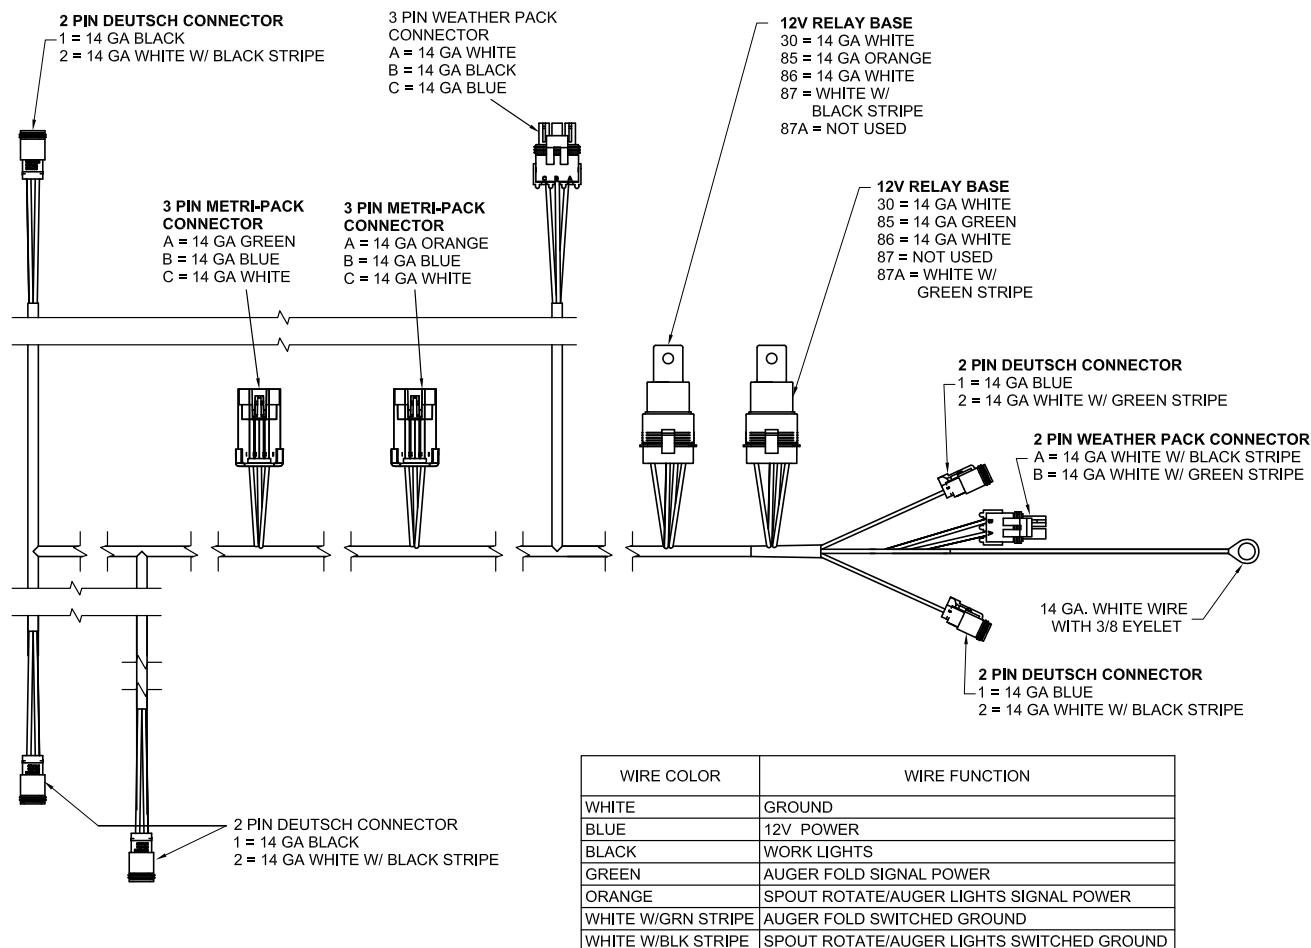 2 PIN DEUTSCH CONNECTOR
1 = 14 GA BLACK
2 = 14 GA WHITE W/ BLACK STRIPE
3 PIN WEATHER PACK
CONNECTOR
A = 14 GA WHITE
B = 14 GA BLACK
C = 14 GA BLUE
12V RELAY BASE
30 = 14 GA WHITE
85 = 14 GA ORANGE
86 = 14 GA WHITE
87 = WHITE W/
BLACK STRIPE
87A = NOT USED
C B A
3 PIN METRI-PACK
CONNECTOR
A = 14 GA GREEN
B = 14 GA BLUE
C = 14 GA WHITE
3 PIN METRI-PACK
CONNECTOR
A = 14 GA ORANGE
B = 14 GA BLUE
C = 14 GA WHITE
12V RELAY BASE
30 = 14 GA WHITE
85 = 14 GA GREEN
86 = 14 GA WHITE
87 = NOT USED
87A = WHITE W/
GREEN STRIPE
2 PIN DEUTSCH CONNECTOR
1 = 14 GA BLUE
2 = 14 GA WHITE W/ GREEN STRIPE
2 PIN WEATHER PACK CONNECTOR
A = 14 GA WHITE W/ BLACK STRIPE
B = 14 GA WHITE W/ GREEN STRIPE
14 GA. WHITE WIRE
WITH 3/8 EYELET
2 PIN DEUTSCH CONNECTOR
1 = 14 GA BLUE
2 = 14 GA WHITE W/ BLACK STRIPE
2 PIN DEUTSCH CONNECTOR
1 = 14 GA BLACK
2 = 14 GA WHITE W/ BLACK STRIPE
WIRE COLOR WIRE FUNCTION
WHITE GROUND
BLUE 12V POWER
BLACK WORK LIGHTS
GREEN AUGER FOLD SIGNAL POWER
ORANGE SPOUT ROTATE/AUGER LIGHTS SIGNAL POWER
WHITE W/GRN STRIPE AUGER FOLD SWITCHED GROUND
WHITE W/BLK STRIPE SPOUT ROTATE/AUGER LIGHTS SWITCHED GROUND